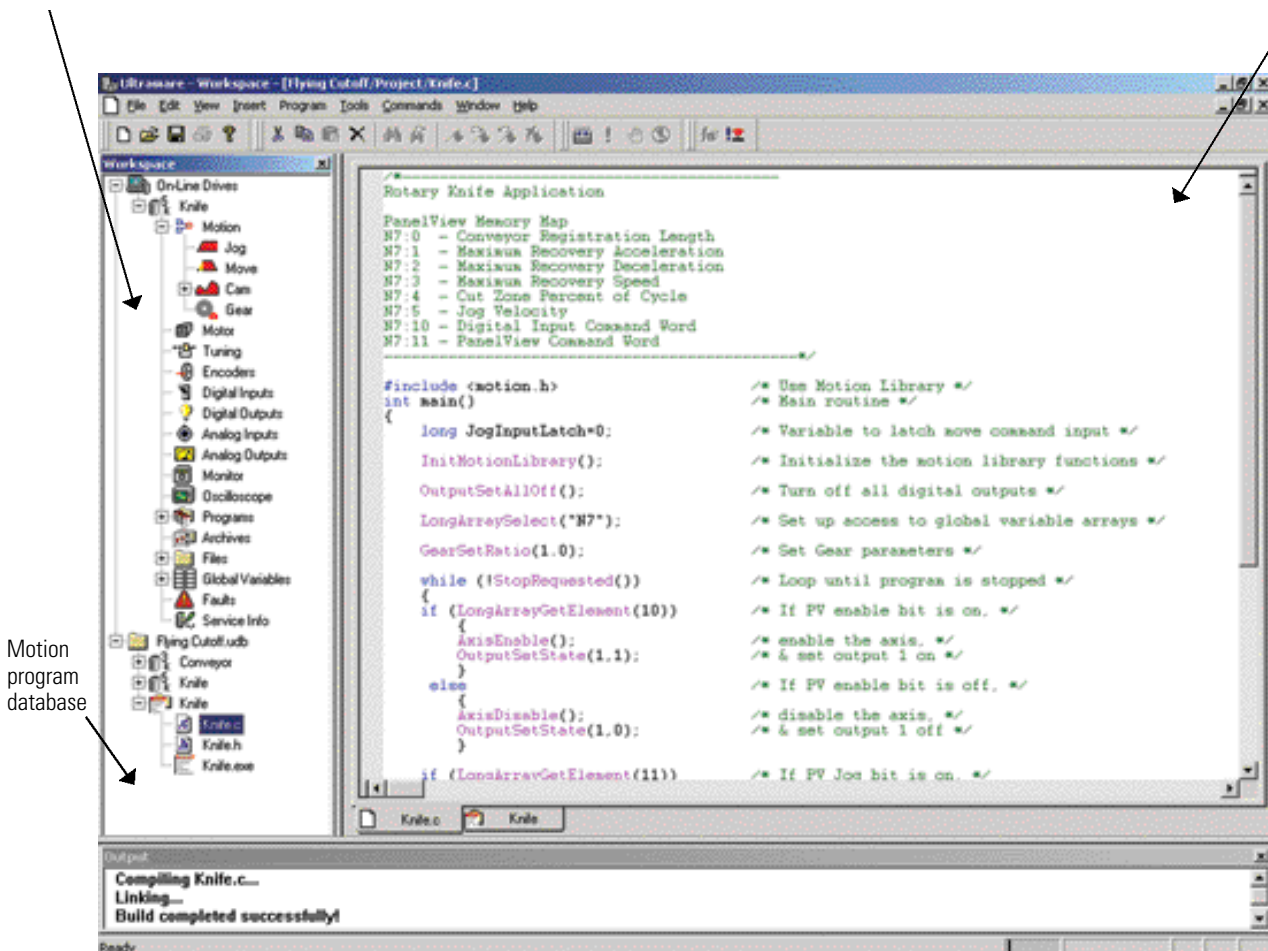 Ultraware - Workspace - [Flying Cutoff/Project/Knife.c]
File Edit View Insert Program Tools Commands Window Help
Workspace
On-Line Drives
Knife
Motion
Jog
Move
Cam
Gear
Motor
Tuning
Encoders
Digital Inputs
Digital Outputs
Analog Inputs
Analog Outputs
Monitor
Oscilloscope
Programs
Archives
Files
Global Variables
Faults
Service Info
Flying Cutoff.udb
Conveyor
Knife
Knife
Knife.c
Knife.h
Knife.exe
Motion
program
database
/*--------------------------------------------
Rotary Knife Application
PanelView Memory Map
N7:0 - Conveyor Registration Length
N7:1 - Maximum Recovery Acceleration
N7:2 - Maximum Recovery Deceleration
N7:3 - Maximum Recovery Speed
N7:4 - Cut Zone Percent of Cycle
N7:5 - Jog Velocity
N7:10 - Digital Input Command Word
N7:11 - PanelView Command Word
--------------------------------------------*/
#include <motion.h> /* Use Motion Library */
int main() /* Main routine */
{
long JogInputLatch=0; /* Variable to latch move command input */
InitMotionLibrary(); /* Initialize the motion library functions */
OutputSetAllOff(); /* Turn off all digital outputs */
LongArraySelect("N7"); /* Set up access to global variable arrays */
GearSetRatio(1.0); /* Set Gear parameters */
while (!StopRequested()) /* Loop until program is stopped */
{
if (LongArrayGetElement(10)) /* If PV enable bit is on, */
{
AxisEnable(); /* enable the axis, */
OutputSetState(1,1); /* & set output 1 on */
}
else /* If PV enable bit is off, */
{
AxisDisable(); /* disable the axis, */
OutputSetState(1,0); /* & set output 1 off */
}
if (LongArrayGetElement(11)) /* If PV Jog bit is on, */
Knife.c Knife
Output
Compiling Knife.c...
Linking...
Build completed successfully!
Ready